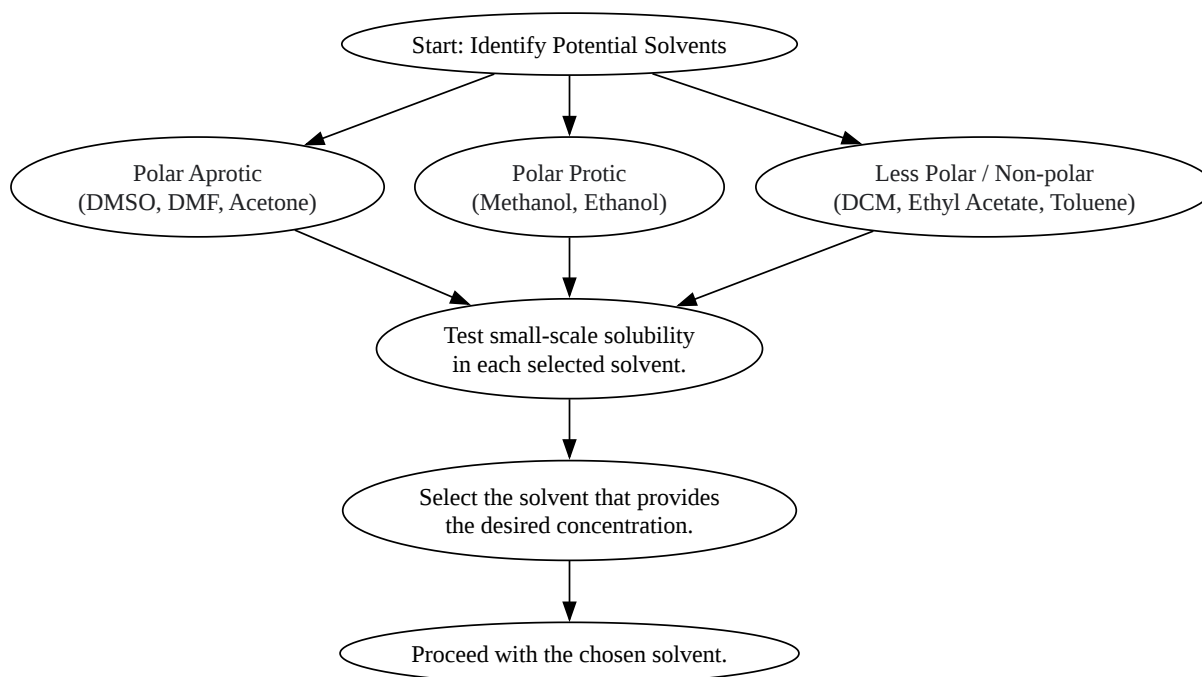 Start: Identify Potential Solvents
Polar Aprotic
(DMSO, DMF, Acetone)
Polar Protic
(Methanol, Ethanol)
Less Polar / Non-polar
(DCM, Ethyl Acetate, Toluene)
Test small-scale solubility
in each selected solvent.
Select the solvent that provides
the desired concentration.
Proceed with the chosen solvent.